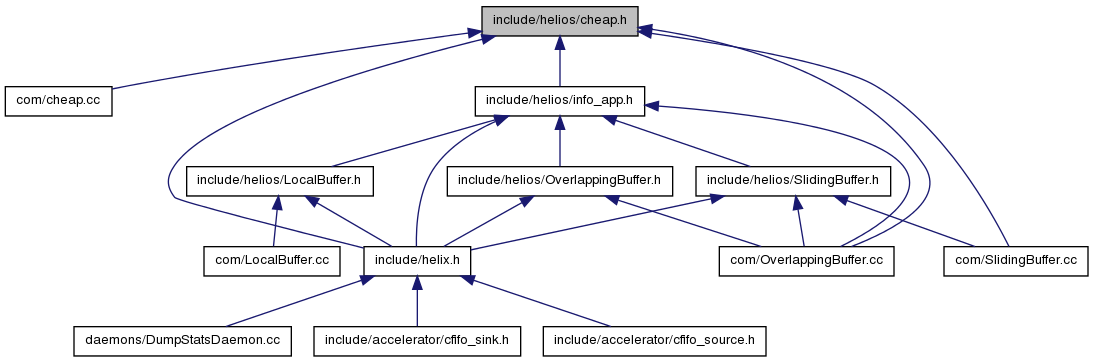 include/helios/cheap.h
com/cheap.cc
include/helios/info_app.h
include/helios/LocalBuffer.h
include/helios/OverlappingBuffer.h
include/helios/SlidingBuffer.h
com/LocalBuffer.cc
include/helix.h
com/OverlappingBuffer.cc
com/SlidingBuffer.cc
daemons/DumpStatsDaemon.cc
include/accelerator/cfifo_sink.h
include/accelerator/cfifo_source.h